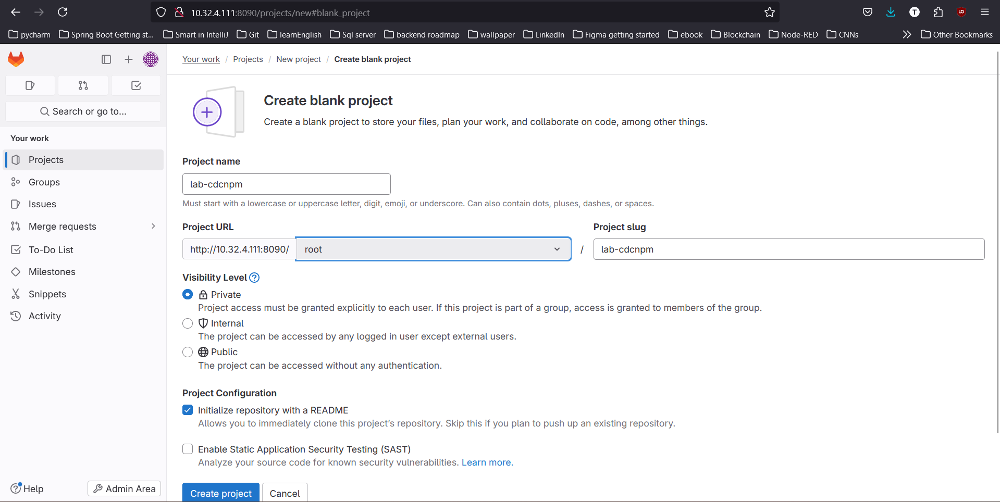 10.32.4.111:8090/projects/new#blank_project
T
pycharm Spring Boot Getting st... Smart in IntelliJ Git learnEnglish Sql server backend roadmap wallpaper LinkedIn Figma getting started ebook Blockchain Node-RED CNNs Other Bookmarks
Your work / Projects / New project / Create blank project
Search or go to...
Your work
Projects
Groups
Issues
Merge requests
To-Do List
Milestones
Snippets
Activity
Help
Admin Area
Create blank project
Create a blank project to store your files, plan your work, and collaborate on code, among other things.
Project name
lab-cdcnpm
Must start with a lowercase or uppercase letter, digit, emoji, or underscore. Can also contain dots, pluses, dashes, or spaces.
Project URL Project slug
http://10.32.4.111:8090/ root / lab-cdcnpm
Visibility Level ?
Private
Project access must be granted explicitly to each user. If this project is part of a group, access is granted to members of the group.
Internal
The project can be accessed by any logged in user except external users.
Public
The project can be accessed without any authentication.
Project Configuration
Initialize repository with a README
Allows you to immediately clone this project’s repository. Skip this if you plan to push up an existing repository.
Enable Static Application Security Testing (SAST)
Analyze your source code for known security vulnerabilities. Learn more.
Create project Cancel